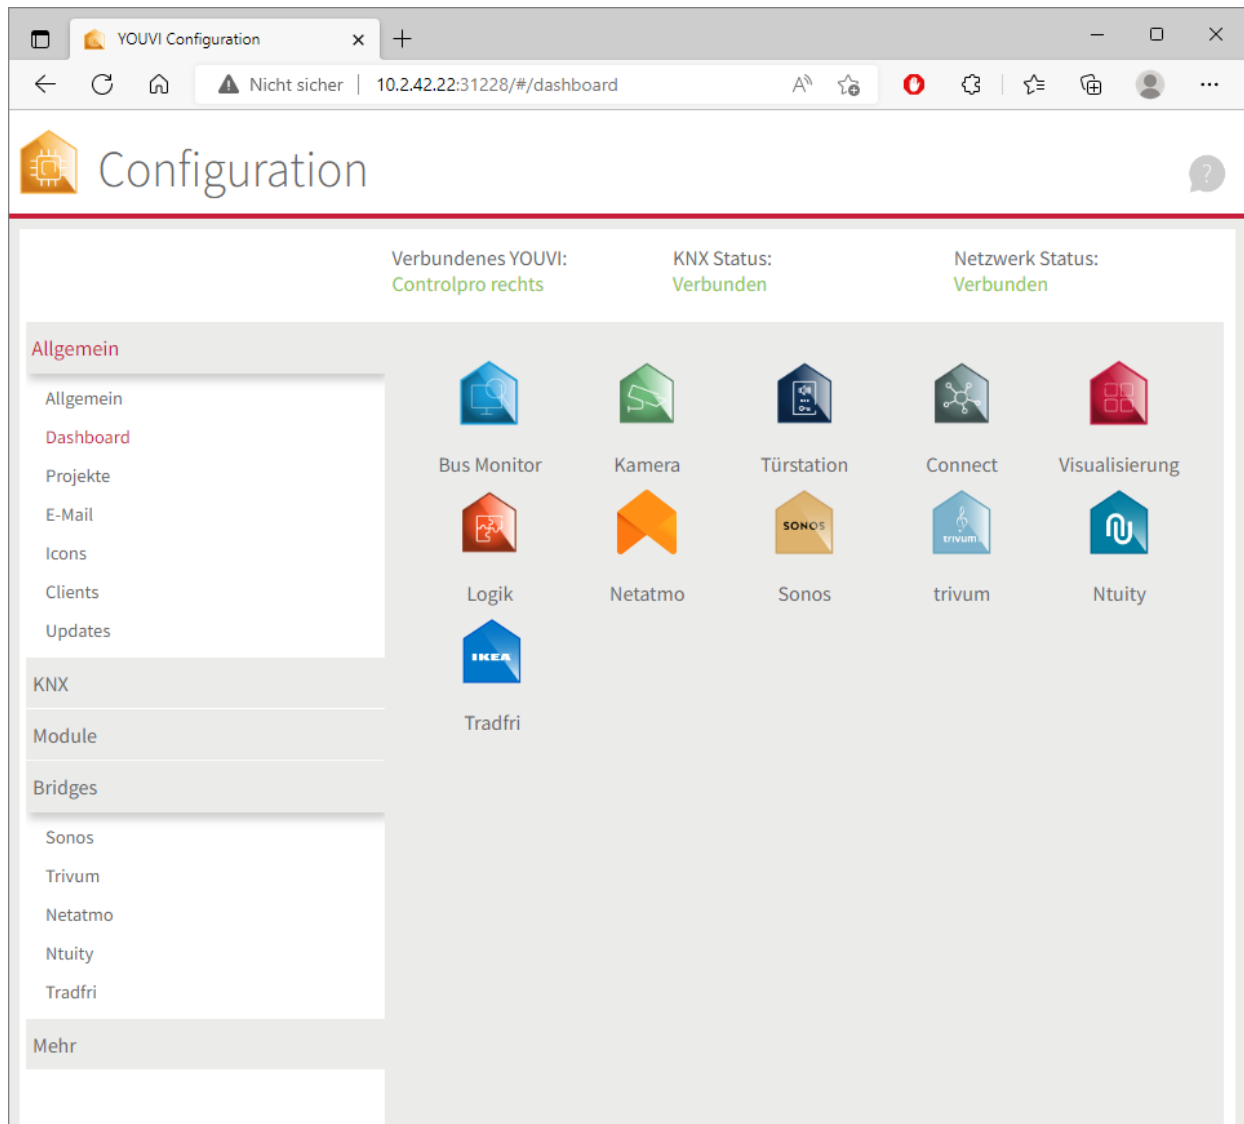 YOUVI Configuration
Nicht sicher | 10.2.42.22:31228/#/dashboard
Configuration
?
Verbundenes YOUVI: KNX Status: Netzwerk Status:
Controlpro rechts Verbunden Verbunden
Allgemein
Allgemein
Dashboard
Projekte
E-Mail
Icons
Clients
Updates
KNX
Module
Bridges
Sonos
Trivum
Netatmo
Ntuity
Tradfri
Mehr
Bus Monitor Kamera Türstation Connect Visualisierung
SONOS trivum
Logik Netatmo Sonos trivum Ntuity
IKEA
Tradfri